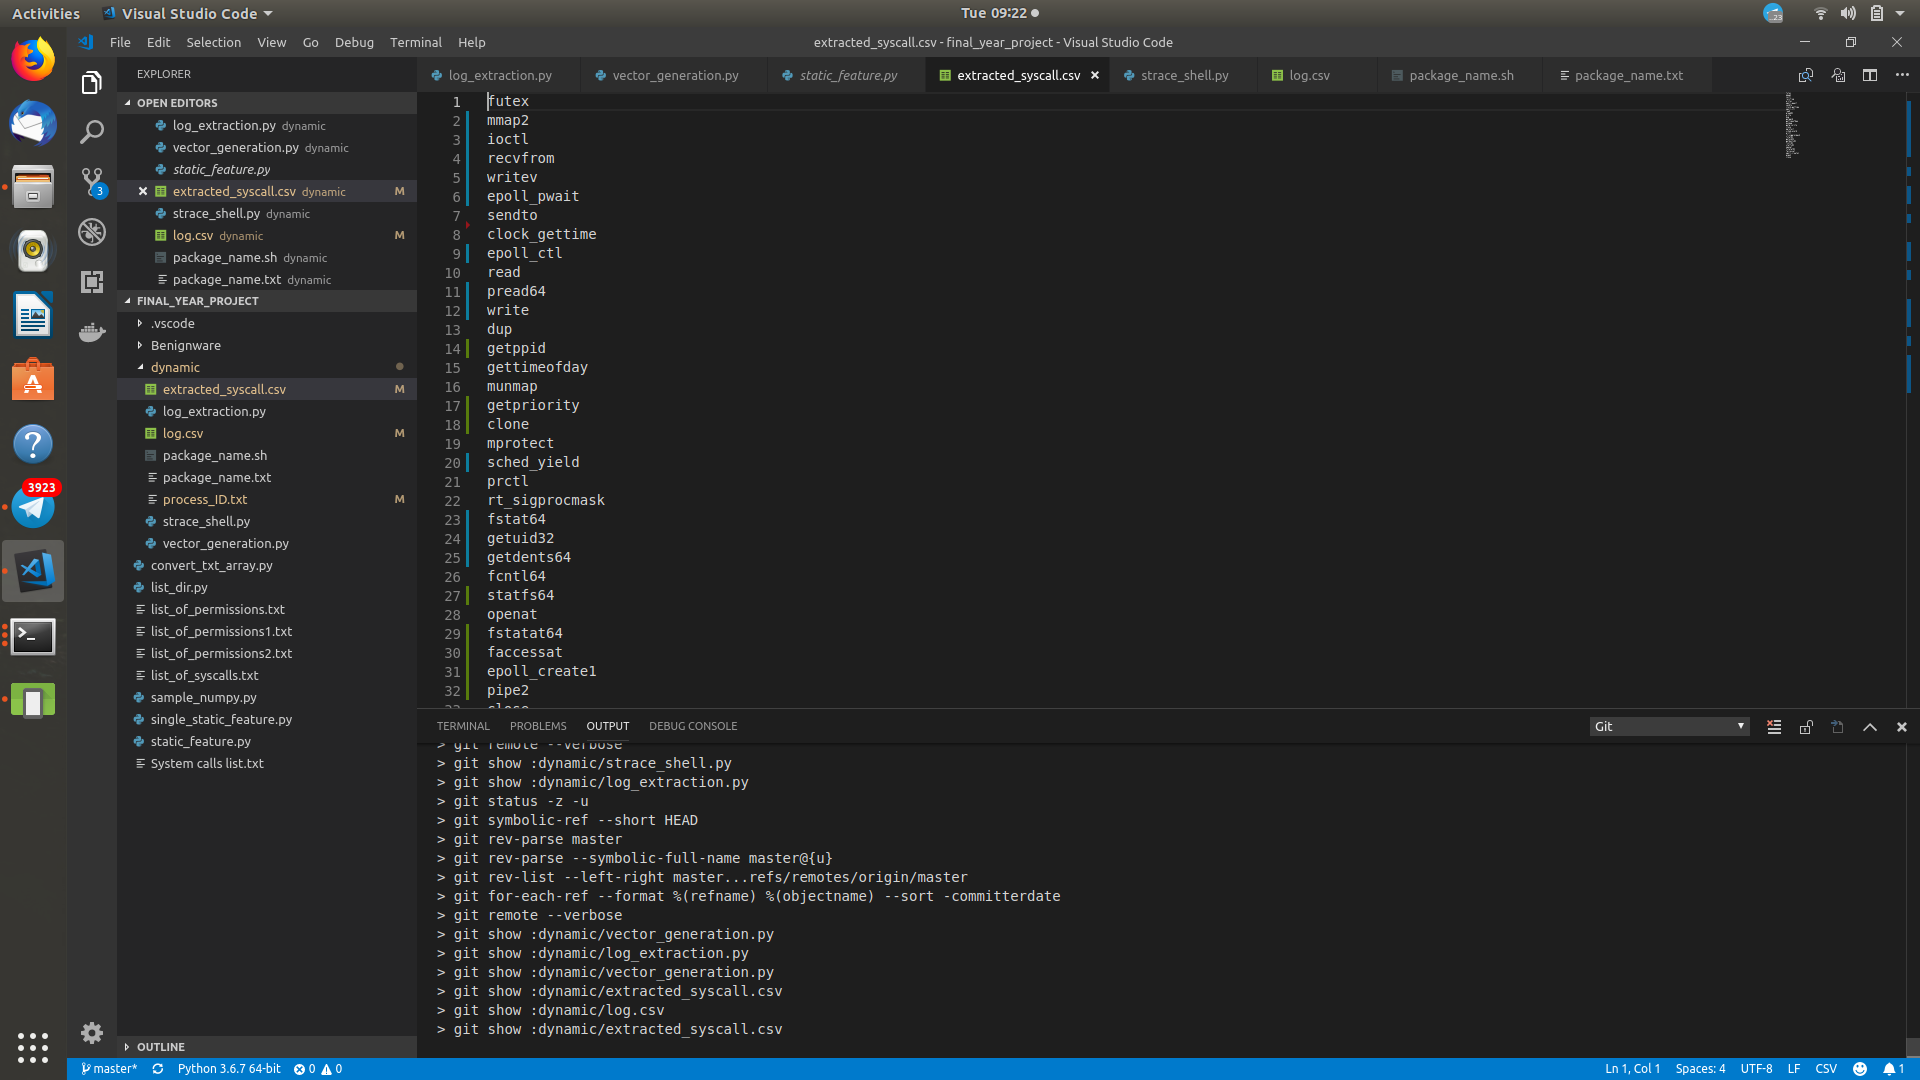 Activities
Visual Studio Code
Tue 09:22
23
File Edit Selection View Go Debug Terminal Help
extracted_syscall.csv - final_year_project - Visual Studio Code
EXPLORER
OPEN EDITORS
log_extraction.py dynamic
vector_generation.py dynamic
static_feature.py
extracted_syscall.csv dynamic M
strace_shell.py dynamic
log.csv dynamic M
package_name.sh dynamic
package_name.txt dynamic
FINAL_YEAR_PROJECT
.vscode
Benignware
dynamic
extracted_syscall.csv M
log_extraction.py
log.csv M
package_name.sh
package_name.txt
process_ID.txt M
strace_shell.py
vector_generation.py
convert_txt_array.py
list_dir.py
list_of_permissions.txt
list_of_permissions1.txt
list_of_permissions2.txt
list_of_syscalls.txt
sample_numpy.py
single_static_feature.py
static_feature.py
System calls list.txt
OUTLINE
3
3923
log_extraction.py vector_generation.py static_feature.py extracted_syscall.csv strace_shell.py log.csv package_name.sh package_name.txt
1 futex
2 mmap2
3 ioctl
4 recvfrom
5 writev
6 epoll_pwait
7 sendto
8 clock_gettime
9 epoll_ctl
10 read
11 pread64
12 write
13 dup
14 getppid
15 gettimeofday
16 munmap
17 getpriority
18 clone
19 mprotect
20 sched_yield
21 prctl
22 rt_sigprocmask
23 fstat64
24 getuid32
25 getdents64
26 fcntl64
27 statfs64
28 openat
29 fstatat64
30 faccessat
31 epoll_create1
32 pipe2
33 close
TERMINAL PROBLEMS OUTPUT DEBUG CONSOLE
Git
> git remote --verbose
> git show :dynamic/strace_shell.py
> git show :dynamic/log_extraction.py
> git status -z -u
> git symbolic-ref --short HEAD
> git rev-parse master
> git rev-parse --symbolic-full-name master@{u}
> git rev-list --left-right master...refs/remotes/origin/master
> git for-each-ref --format %(refname) %(objectname) --sort -committerdate
> git remote --verbose
> git show :dynamic/vector_generation.py
> git show :dynamic/log_extraction.py
> git show :dynamic/vector_generation.py
> git show :dynamic/extracted_syscall.csv
> git show :dynamic/log.csv
> git show :dynamic/extracted_syscall.csv
master* Python 3.6.7 64-bit 0 0
Ln 1, Col 1 Spaces: 4 UTF-8 LF CSV 1